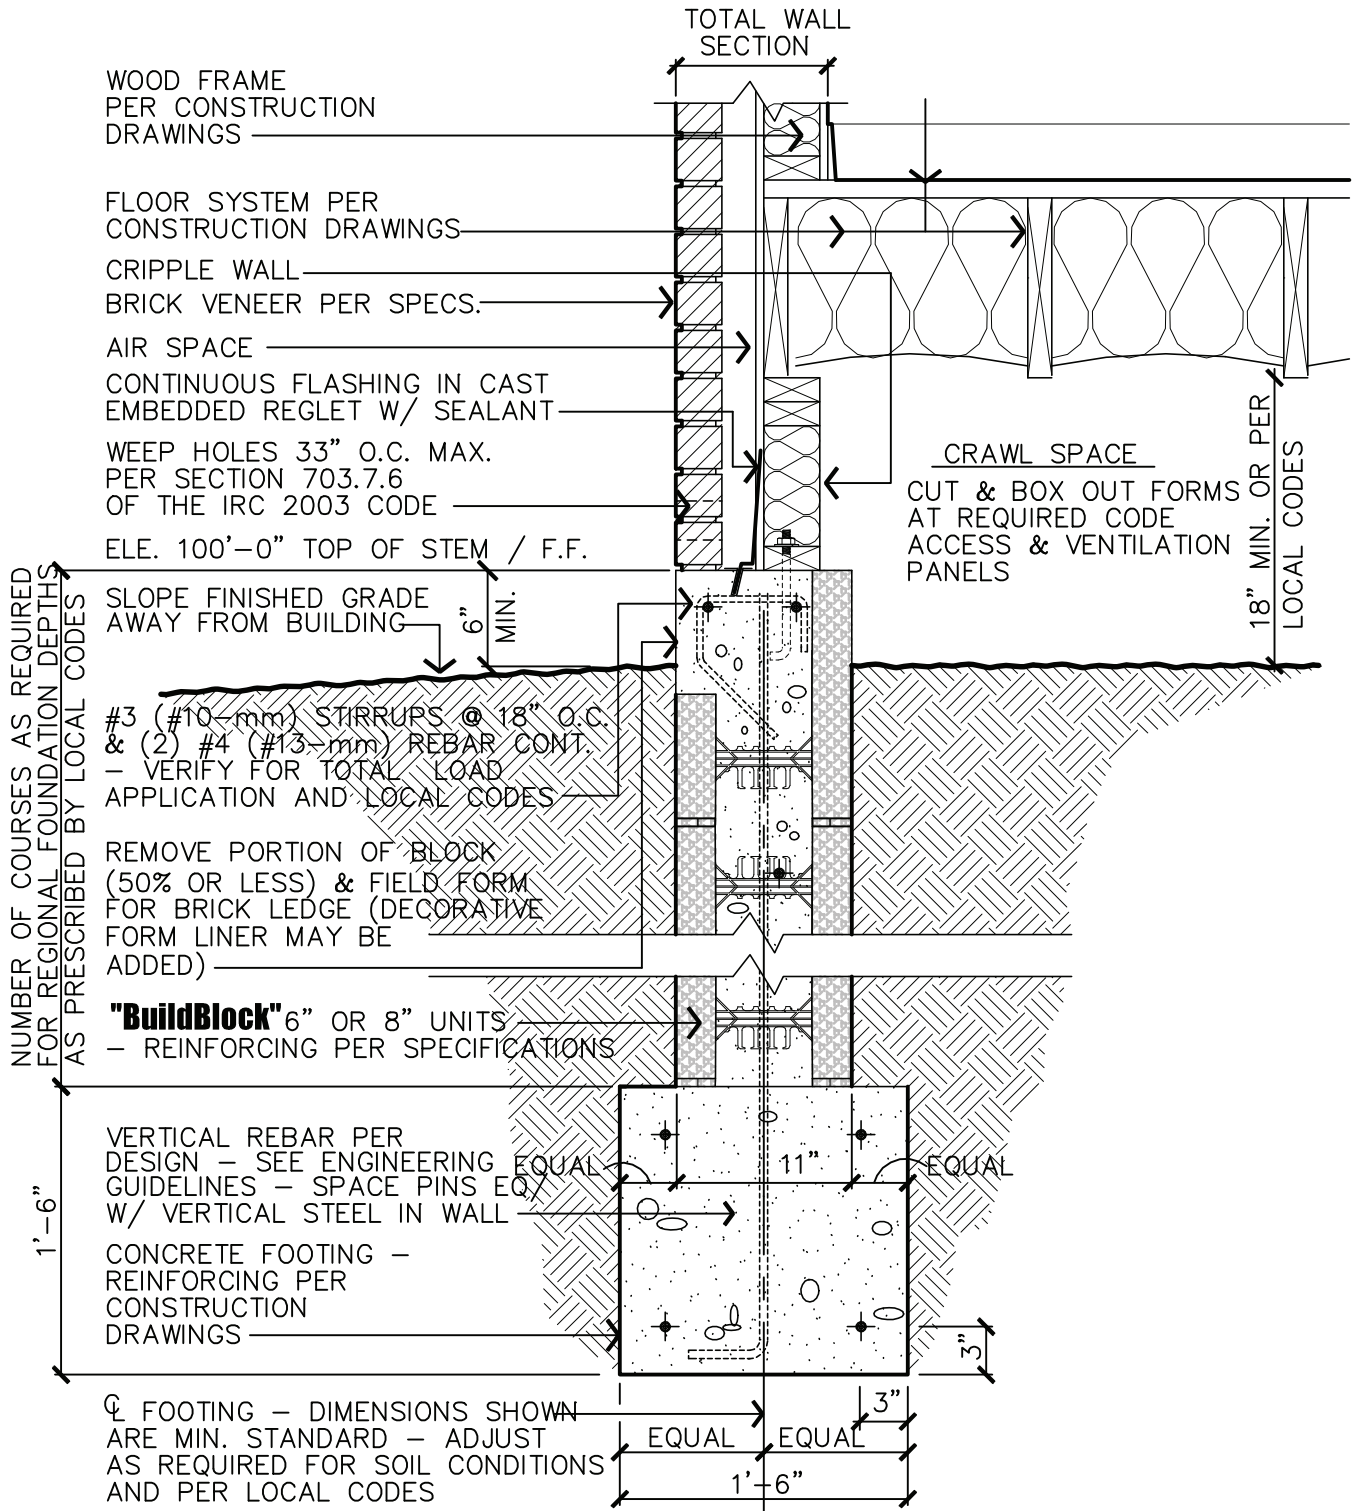 TOTAL WALL
SECTION
WOOD FRAME
PER CONSTRUCTION
DRAWINGS
FLOOR SYSTEM PER
CONSTRUCTION DRAWINGS
CRIPPLE WALL
BRICK VENEER PER SPECS.
AIR SPACE
CONTINUOUS FLASHING IN CAST
EMBEDDED REGLET W/ SEALANT
WEEP HOLES 33" O.C. MAX.
PER SECTION 703.7.6
OF THE IRC 2003 CODE
ELE. 100'-0" TOP OF STEM / F.F.
SLOPE FINISHED GRADE
AWAY FROM BUILDING
6"
MIN.
CRAWL SPACE
CUT & BOX OUT FORMS
AT REQUIRED CODE
ACCESS & VENTILATION
PANELS
18" MIN. OR PER
LOCAL CODES
#3 (#10-mm) STIRRUPS @ 18" O.C.
& (2) #4 (#13-mm) REBAR CONT.
- VERIFY FOR TOTAL LOAD
APPLICATION AND LOCAL CODES
REMOVE PORTION OF BLOCK
(50% OR LESS) & FIELD FORM
FOR BRICK LEDGE (DECORATIVE
FORM LINER MAY BE
ADDED)
NUMBER OF COURSES AS REQUIRED
FOR REGIONAL FOUNDATION DEPTHS
AS PRESCRIBED BY LOCAL CODES
"BuildBlock" 6" OR 8" UNITS
- REINFORCING PER SPECIFICATIONS
VERTICAL REBAR PER
DESIGN - SEE ENGINEERING
GUIDELINES - SPACE PINS EQ/
W/ VERTICAL STEEL IN WALL
EQUAL
11"
EQUAL
1'-6"
CONCRETE FOOTING -
REINFORCING PER
CONSTRUCTION
DRAWINGS
3"
3"
℄ FOOTING - DIMENSIONS SHOWN
ARE MIN. STANDARD - ADJUST
AS REQUIRED FOR SOIL CONDITIONS
AND PER LOCAL CODES
EQUAL
EQUAL
1'-6"